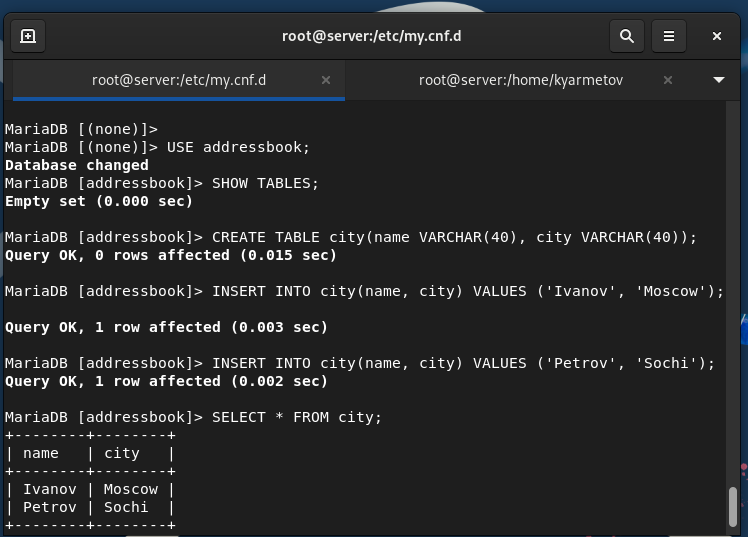 root@server:/etc/my.cnf.d
root@server:/etc/my.cnf.d
root@server:/home/kyarmetov
MariaDB [(none)]>
MariaDB [(none)]> USE addressbook;
Database changed
MariaDB [addressbook]> SHOW TABLES;
Empty set (0.000 sec)
MariaDB [addressbook]> CREATE TABLE city(name VARCHAR(40), city VARCHAR(40));
Query OK, 0 rows affected (0.015 sec)
MariaDB [addressbook]> INSERT INTO city(name, city) VALUES ('Ivanov', 'Moscow');
Query OK, 1 row affected (0.003 sec)
MariaDB [addressbook]> INSERT INTO city(name, city) VALUES ('Petrov', 'Sochi');
Query OK, 1 row affected (0.002 sec)
MariaDB [addressbook]> SELECT * FROM city;
+--------+--------+
| name   | city   |
+--------+--------+
| Ivanov | Moscow |
| Petrov | Sochi  |
+--------+--------+